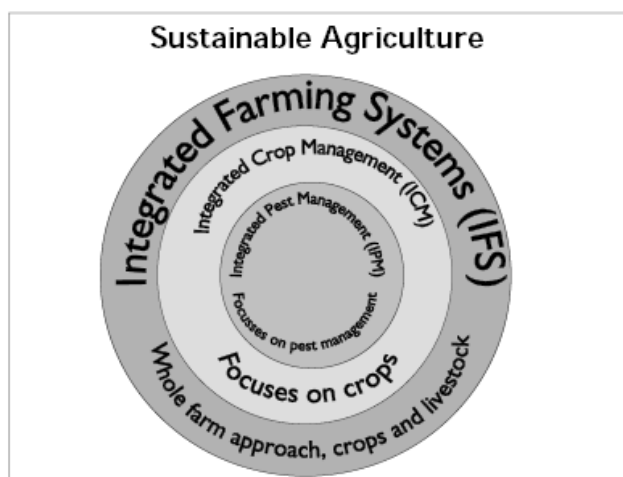 Sustainable Agriculture
Integrated Farming Systems (IFS)
Integrated Crop Management (ICM)
Integrated Pest Management (IPM)
Focusses on pest management
Focuses on crops
Whole farm approach, crops and livestock